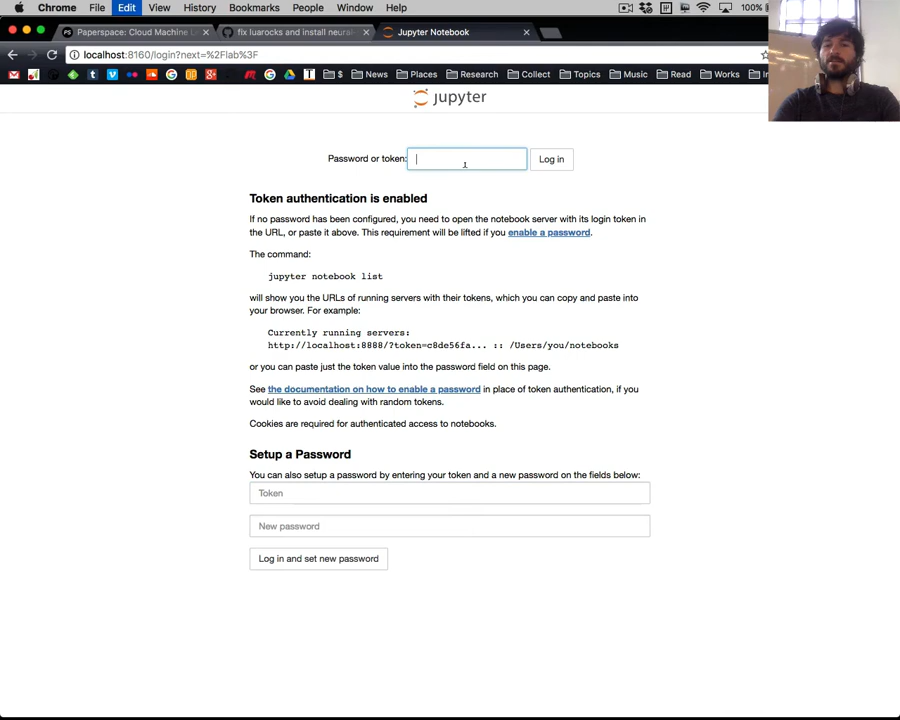 Chrome File Edit View History Bookmarks People Window Help 100%
Paperspace: Cloud Machine L
fix luarocks and install neural
Jupyter Notebook
localhost:8160/login?next=%2Flab%3F
$ News Places Research Collect Topics Music Read Works
jupyter
Password or token: Log in
Token authentication is enabled
If no password has been configured, you need to open the notebook server with its login token in
the URL, or paste it above. This requirement will be lifted if you enable a password.
The command:
jupyter notebook list
will show you the URLs of running servers with their tokens, which you can copy and paste into
your browser. For example:
Currently running servers:
http://localhost:8888/?token=c8de56fa... :: /Users/you/notebooks
or you can paste just the token value into the password field on this page.
See the documentation on how to enable a password in place of token authentication, if you
would like to avoid dealing with random tokens.
Cookies are required for authenticated access to notebooks.
Setup a Password
You can also setup a password by entering your token and a new password on the fields below:
Token
New password
Log in and set new password